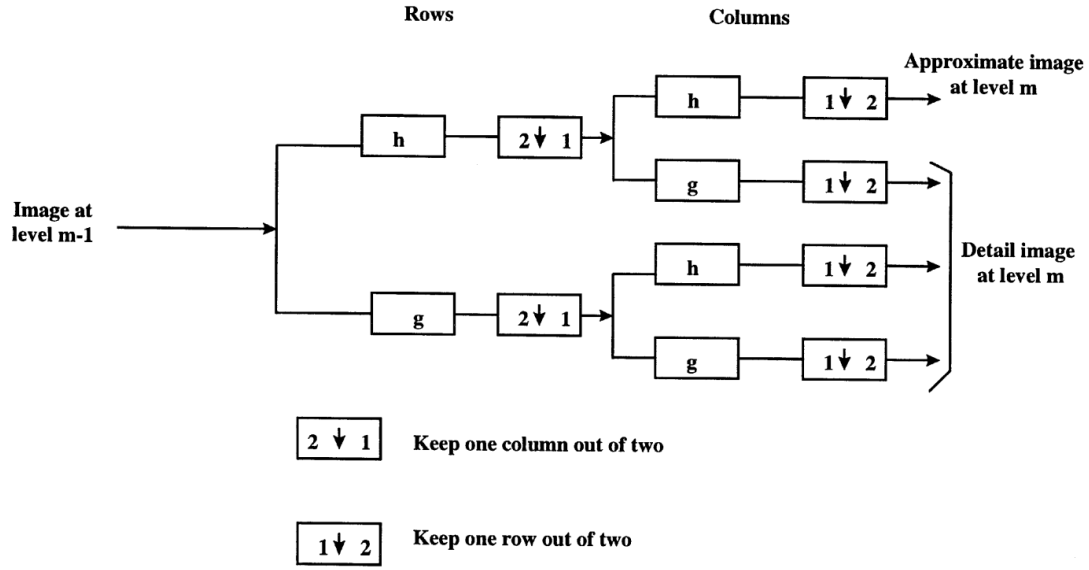 Rows
Columns
Approximate image
at level m
h
1↓ 2
h
2↓ 1
g
1↓ 2
Image at
level m-1
h
1↓ 2
Detail image
at level m
g
2↓ 1
g
1↓ 2
2 ↓ 1
Keep one column out of two
1↓ 2
Keep one row out of two